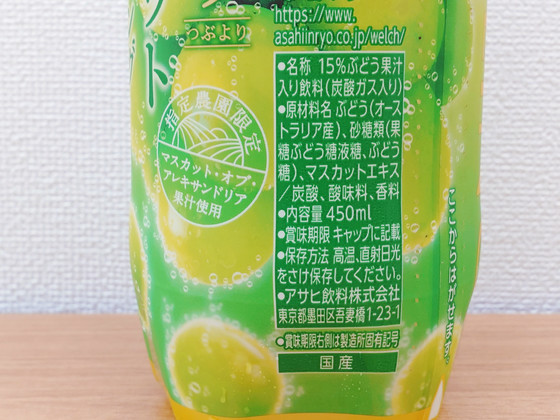 https://www.
asahiinryo.co.jp/welch/
つぶより
指定農園限定
マスカット・オブ・
アレキサンドリア
果汁使用
●名称 15%ぶどう果汁
入り飲料(炭酸ガス入り)
●原材料名 ぶどう(オース
トラリア産)、砂糖類(果
糖ぶどう糖液糖、ぶどう
糖)、マスカットエキス
/炭酸、酸味料、香料
●内容量 450ml
●賞味期限 キャップに記載
●保存方法 高温、直射日光
をさけ保存してください。
●アサヒ飲料株式会社
東京都墨田区吾妻橋1-23-1
●賞味期限右側は製造所固有記号
国産
ここからはがせます。